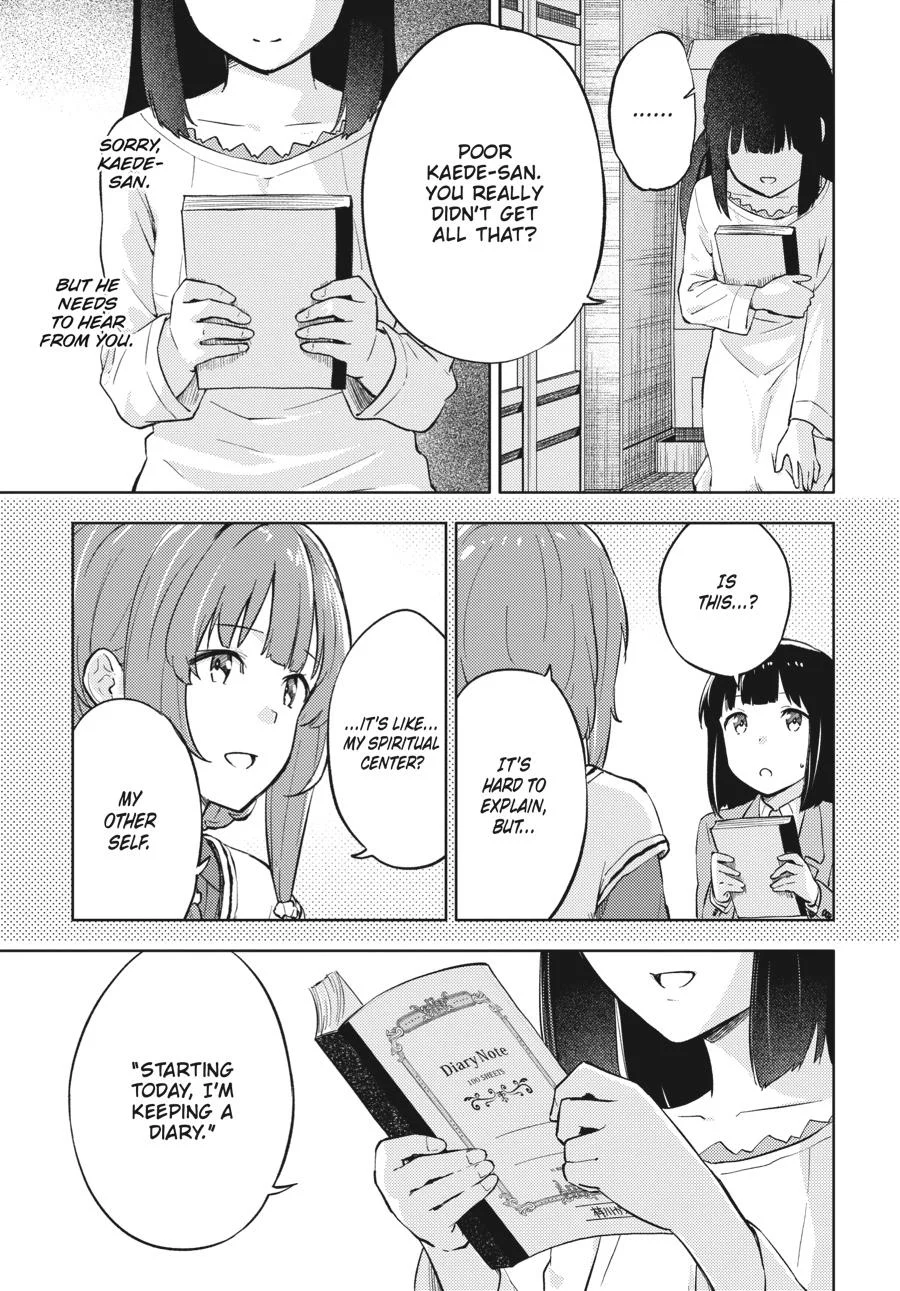 ......
POOR
KAEDE-SAN.
YOU REALLY
DIDN'T GET
ALL THAT?
SORRY,
KAEDE-
SAN.
BUT HE
NEEDS
TO HEAR
FROM YOU.
IS
THIS...?
IT'S
HARD TO
EXPLAIN,
BUT...
...IT'S LIKE...
MY SPIRITUAL
CENTER?
MY
OTHER
SELF.
"STARTING
TODAY, I'M
KEEPING A
DIARY."
Diary Note
100 SHEETS